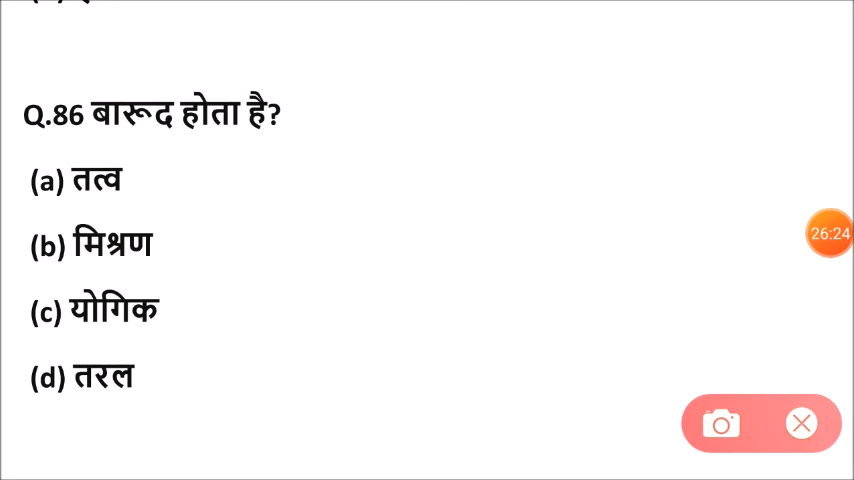 Q.86 बारूद होता है?
(a) तत्व
(b) मिश्रण
26:24
(c) योगिक
(d) तरल